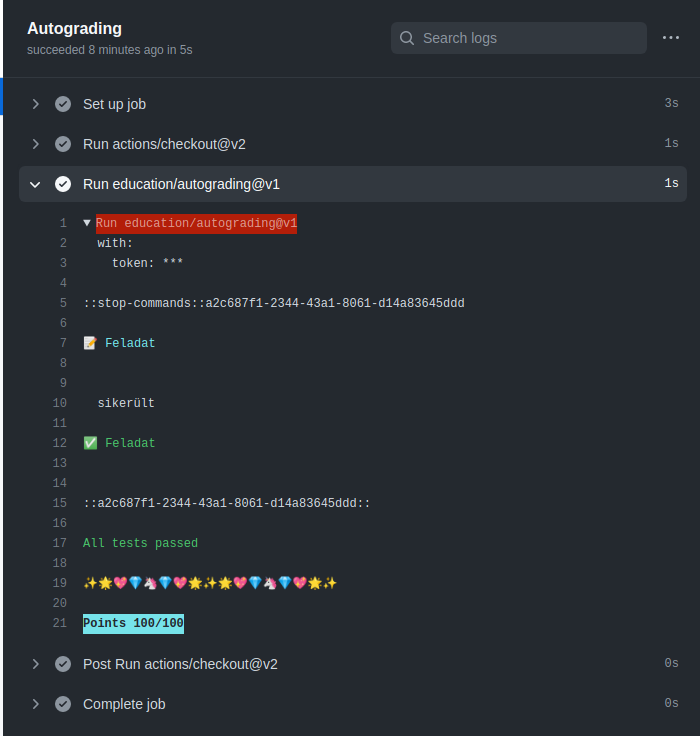 Autograding
succeeded 8 minutes ago in 5s
Search logs
Set up job 3s
Run actions/checkout@v2 1s
Run education/autograding@v1 1s
1 ▼ Run education/autograding@v1
2 with:
3 token: ***
4
5 ::stop-commands::a2c687f1-2344-43a1-8061-d14a83645ddd
6
7 📝 Feladat
8
9
10 sikerült
11
12 ✅ Feladat
13
14
15 ::a2c687f1-2344-43a1-8061-d14a83645ddd::
16
17 All tests passed
18
19 ✨🌟💖💎🦄💎💖🌟✨🌟💖💎🦄💎💖🌟✨
20
21 Points 100/100
Post Run actions/checkout@v2 0s
Complete job 0s